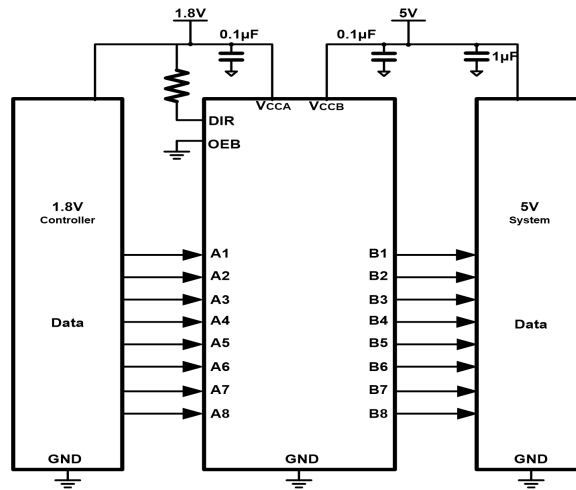 1.8V
5V
0.1µF
0.1µF
1µF
VCCA
VCCB
DIR
OEB
1.8V
Controller
5V
System
A1
B1
A2
B2
A3
B3
Data
A4
B4
Data
A5
B5
A6
B6
A7
B7
A8
B8
GND
GND
GND